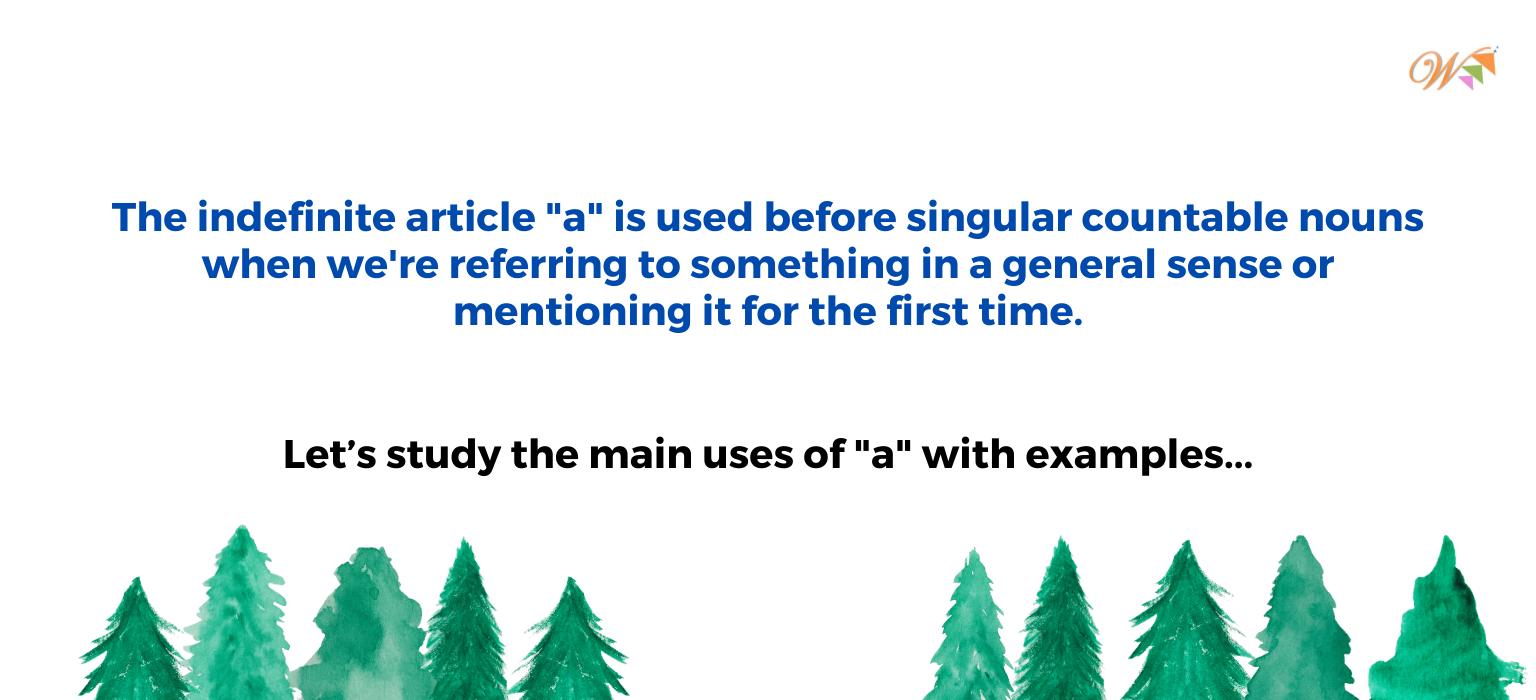 W
The indefinite article "a" is used before singular countable nouns
when we're referring to something in a general sense or
mentioning it for the first time.
Let’s study the main uses of "a" with examples...